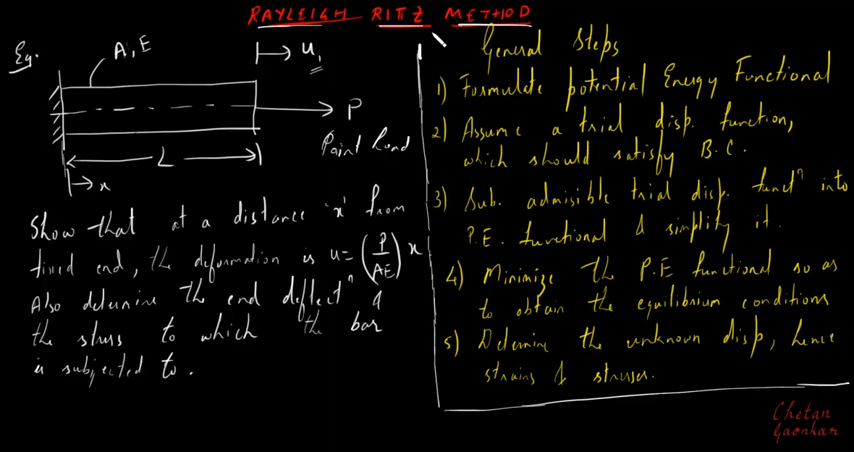 RAYLEIGH RITZ METHOD
Eg.
A, E
u₁
P
Point Load
L
x
Show that at a distance 'x' from
fixed end, the deformation is u = (P/AE) x
Also determine the end deflectⁿ &
the stress to which the bar
is subjected to.
General Steps
1) Formulate potential Energy Functional
2) Assume a trial disp. function,
which should satisfy B.C.
3) Sub. admisible trial disp. functⁿ into
P.E. functional & simplify it.
4) Minimize the P.E functional so as
to obtain the equilibrium conditions
5) Determine the unknown disp, hence
strains & stresses.
Chetan
Gaonkar